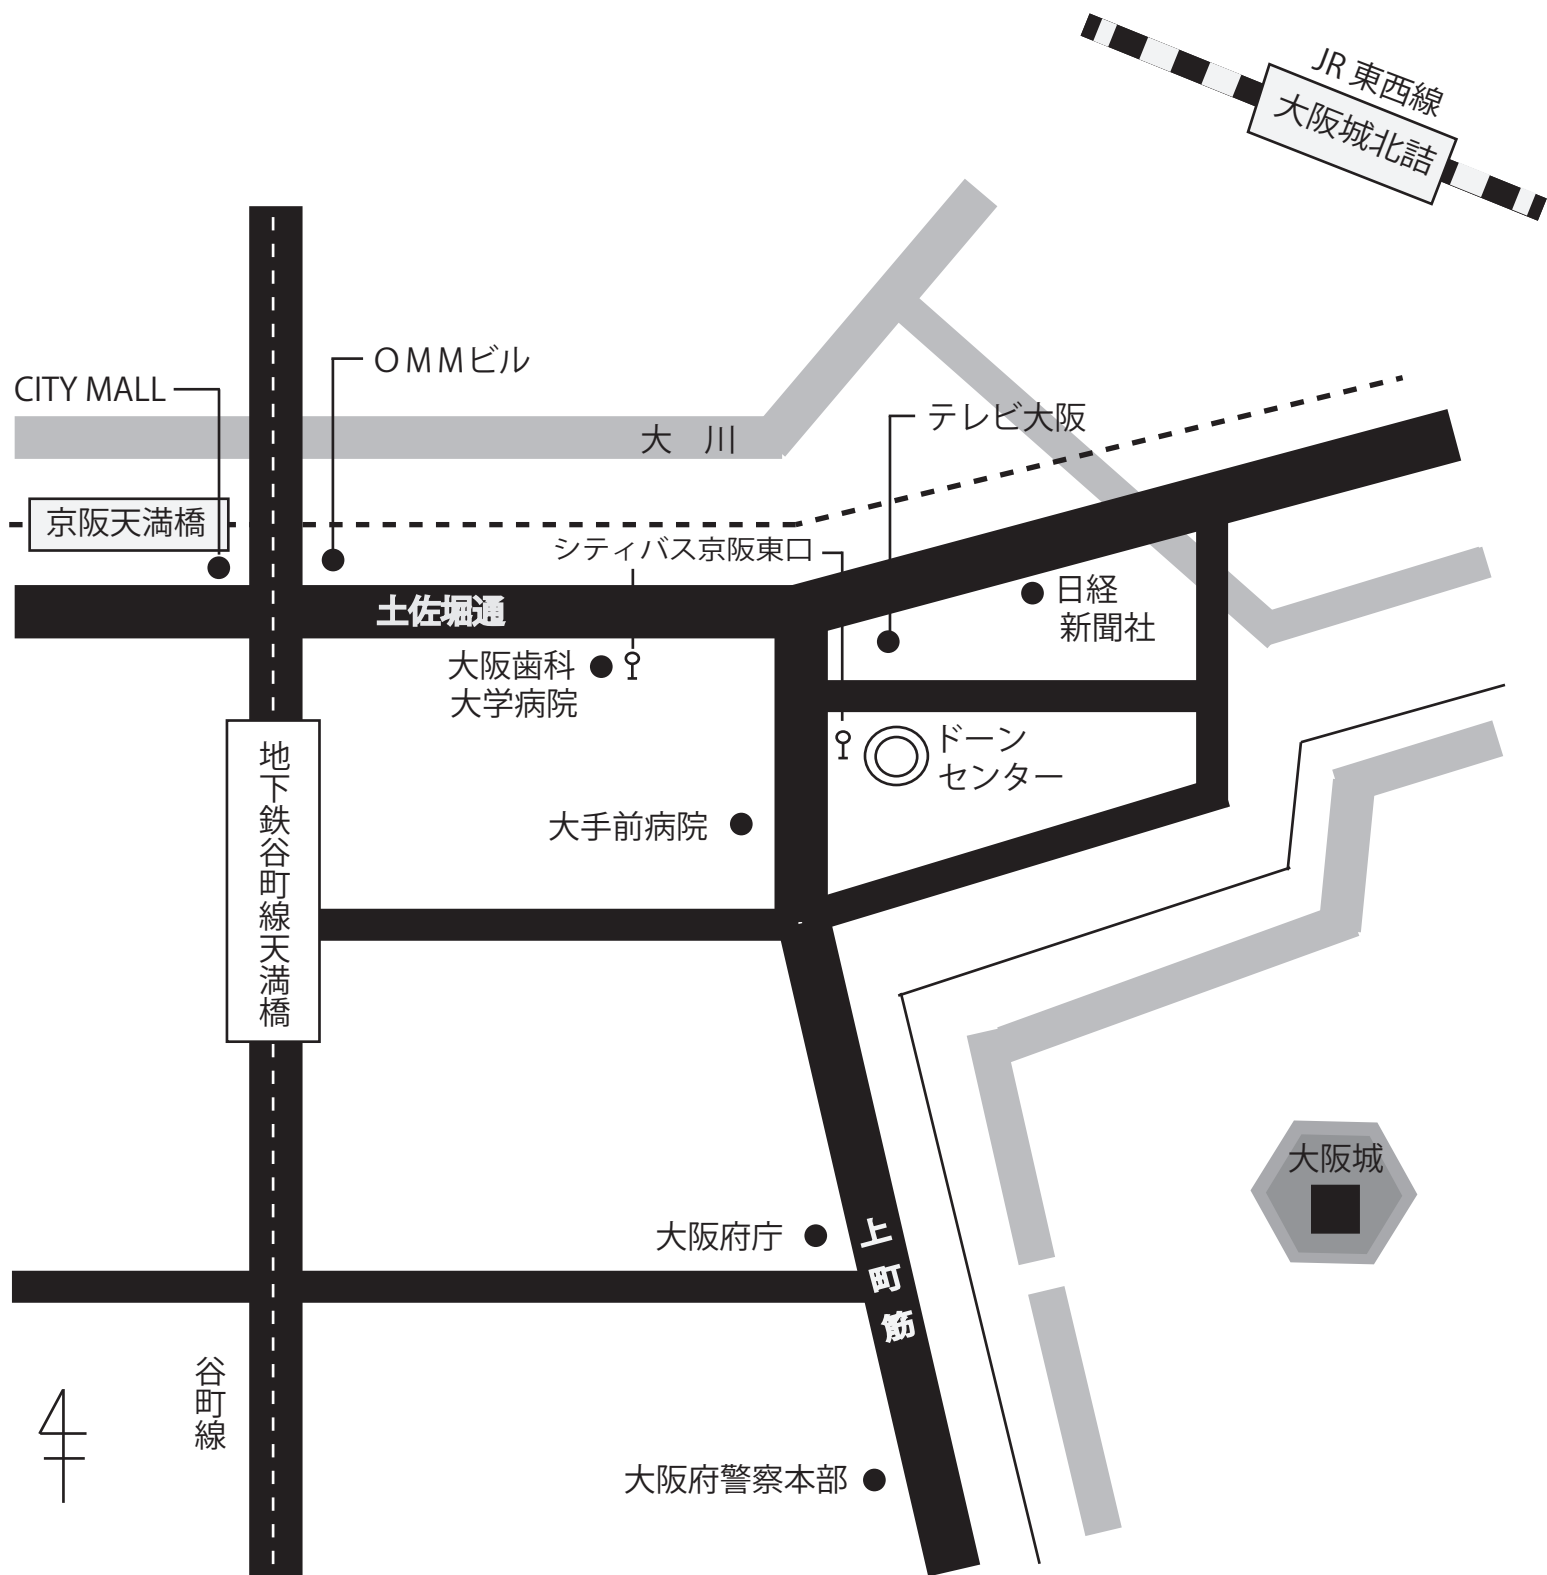 JR 東西線
大阪城北詰
OMMビル
CITY MALL
テレビ大阪
大 川
京阪天満橋
シティバス京阪東口
日経
新聞社
土佐堀通
大阪歯科
大学病院
ドーン
センター
地下鉄谷町線天満橋
大手前病院
大阪城
大阪府庁
上町筋
谷町線
大阪府警察本部